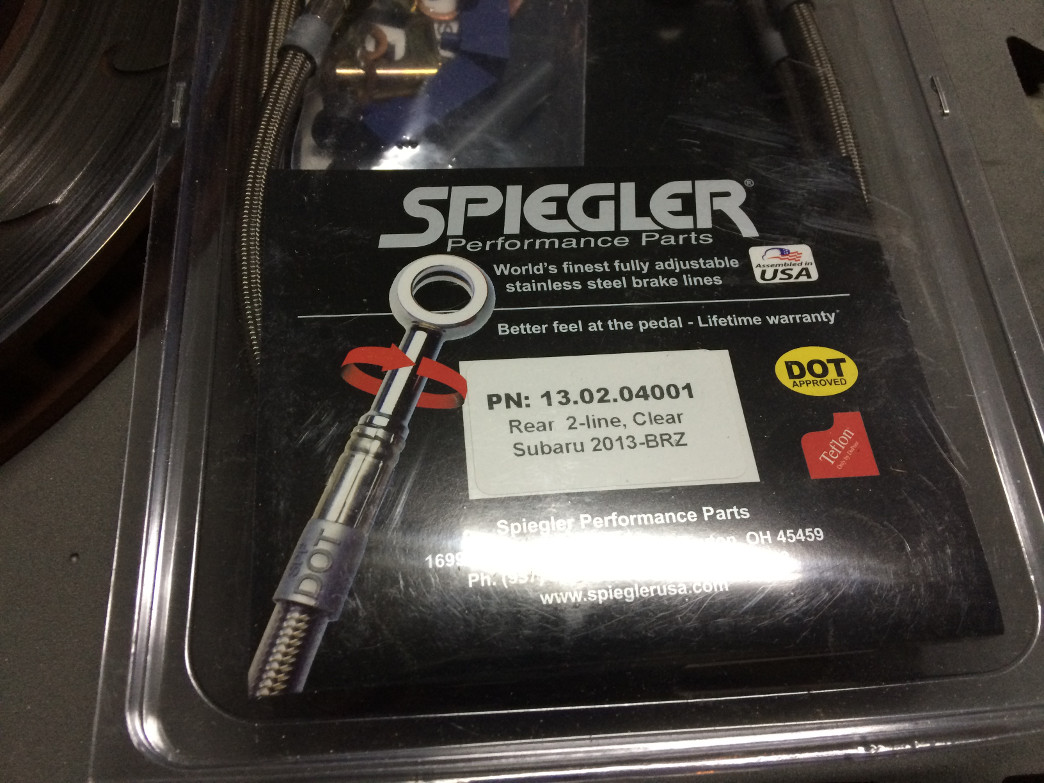 SPIEGLER®
Performance Parts
World's finest fully adjustable
stainless steel brake lines
Assembled in
USA
Better feel at the pedal - Lifetime warranty
DOT
APPROVED
PN: 13.02.04001
Rear 2-line, Clear
Subaru 2013-BRZ
Teflon
DOT
Spiegler Performance Parts
OH 45459
1699
Ph.
www.spieglerusa.com